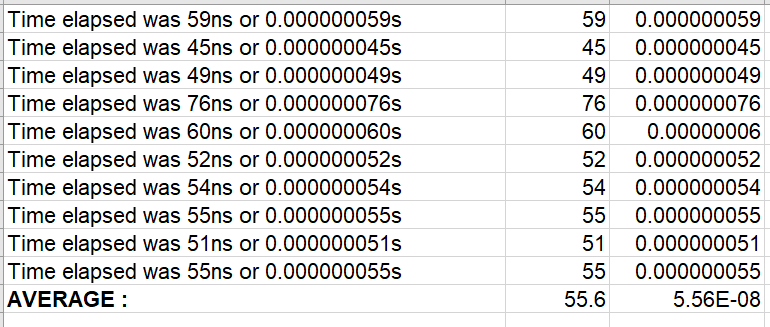 Time elapsed was 59ns or 0.000000059s 59 0.000000059
Time elapsed was 45ns or 0.000000045s 45 0.000000045
Time elapsed was 49ns or 0.000000049s 49 0.000000049
Time elapsed was 76ns or 0.000000076s 76 0.000000076
Time elapsed was 60ns or 0.000000060s 60 0.00000006
Time elapsed was 52ns or 0.000000052s 52 0.000000052
Time elapsed was 54ns or 0.000000054s 54 0.000000054
Time elapsed was 55ns or 0.000000055s 55 0.000000055
Time elapsed was 51ns or 0.000000051s 51 0.000000051
Time elapsed was 55ns or 0.000000055s 55 0.000000055
AVERAGE : 55.6 5.56E-08